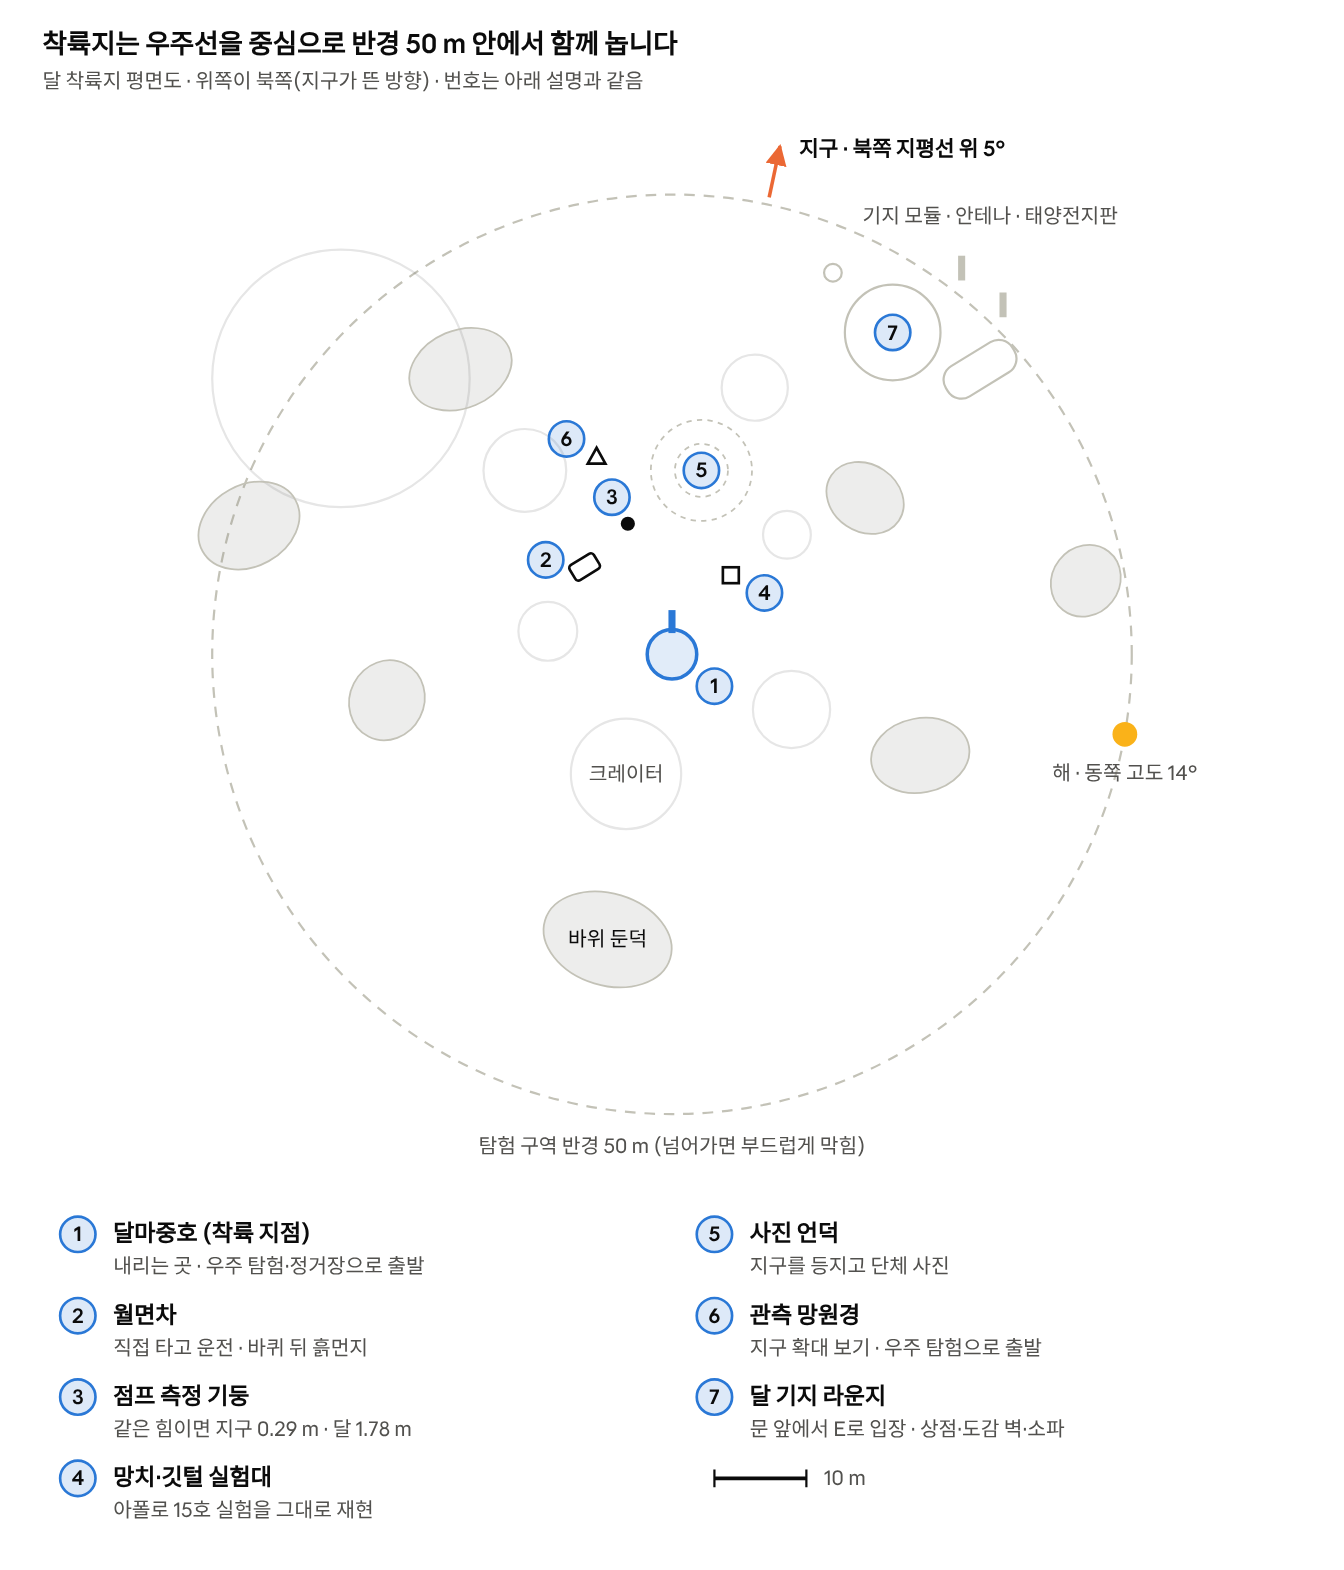 착륙지는 우주선을 중심으로 반경 50 m 안에서 함께 놉니다
달 착륙지 평면도 · 위쪽이 북쪽(지구가 뜬 방향) · 번호는 아래 설명과 같음
지구 · 북쪽 지평선 위 5°
기지 모듈 · 안테나 · 태양전지판
7
6
5
3
2
4
1
크레이터
해 · 동쪽 고도 14°
바위 둔덕
탐험 구역 반경 50 m (넘어가면 부드럽게 막힘)
1 달마중호 (착륙 지점)
내리는 곳 · 우주 탐험·정거장으로 출발
2 월면차
직접 타고 운전 · 바퀴 뒤 흙먼지
3 점프 측정 기둥
같은 힘이면 지구 0.29 m · 달 1.78 m
4 망치·깃털 실험대
아폴로 15호 실험을 그대로 재현
5 사진 언덕
지구를 등지고 단체 사진
6 관측 망원경
지구 확대 보기 · 우주 탐험으로 출발
7 달 기지 라운지
문 앞에서 E로 입장 · 상점·도감 벽·소파
10 m